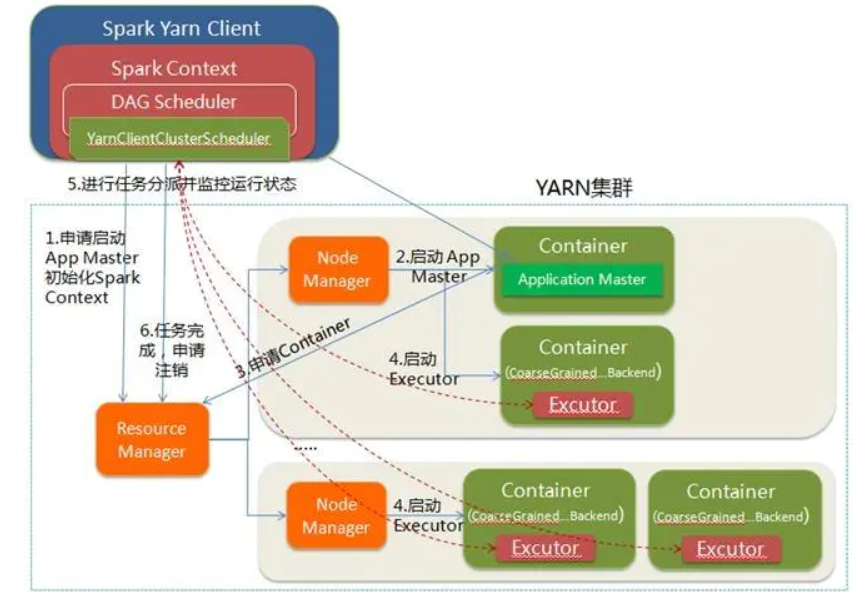 Spark Yarn Client
Spark Context
DAG Scheduler
YarnClientClusterScheduler
5.进行任务分派并监控运行状态
YARN集群
1.申请启动
App Master
初始化Spark
Context
6.任务完
成，申请
注销
3.申请Container
Resource
Manager
Node
Manager
2.启动 App
Master
Container
Application Master
4.启动
Executor
Container
(CoarseGrained...Backend)
Excutor
.....
Node
Manager
4.启动
Executor
Container
(CoarseGrained...Backend)
Excutor
Container
(CoarseGrained...Backend)
Excutor